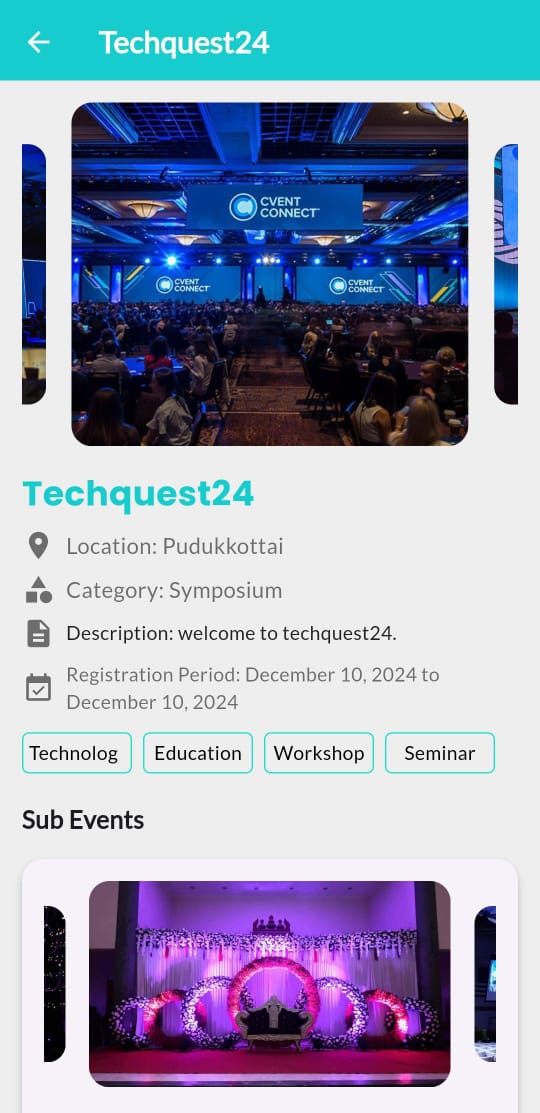 Techquest24
CVENT
CONNECT
CVENT
CONNECT
CVENT
CONNECT
Techquest24
Location: Pudukkottai
Category: Symposium
Description: welcome to techquest24.
Registration Period: December 10, 2024 to
December 10, 2024
Technolog
Education
Workshop
Seminar
Sub Events